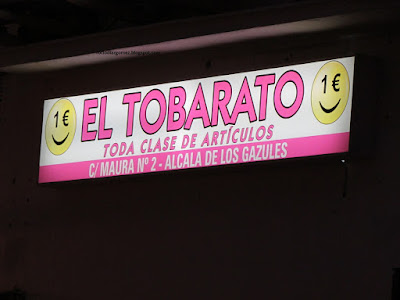 1 €
EL TOBARATO
1 €
TODA CLASE DE ARTÍCULOS
C/ MAURA Nº 2 - ALCALA DE LOS GAZULES